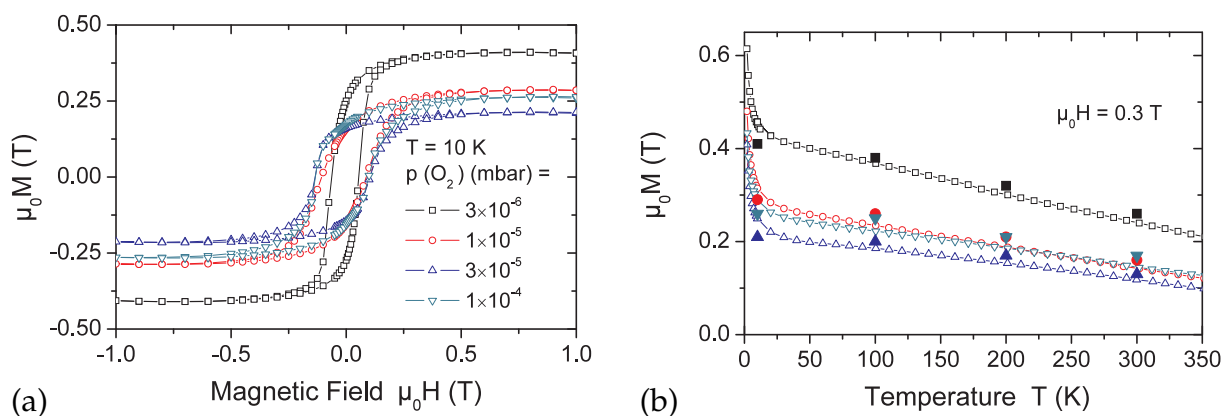 (a)
0.50
0.25
0.00
-0.25
-0.50
μ₀M (T)
T = 10 K
p (O₂) (mbar) =
3×10⁻⁶
1×10⁻⁵
3×10⁻⁵
1×10⁻⁴
-1.0 -0.5 0.0 0.5 1.0
Magnetic Field μ₀H (T)
(b)
0.6
0.4
0.2
0.0
μ₀M (T)
μ₀H = 0.3 T
0 50 100 150 200 250 300 350
Temperature T (K)